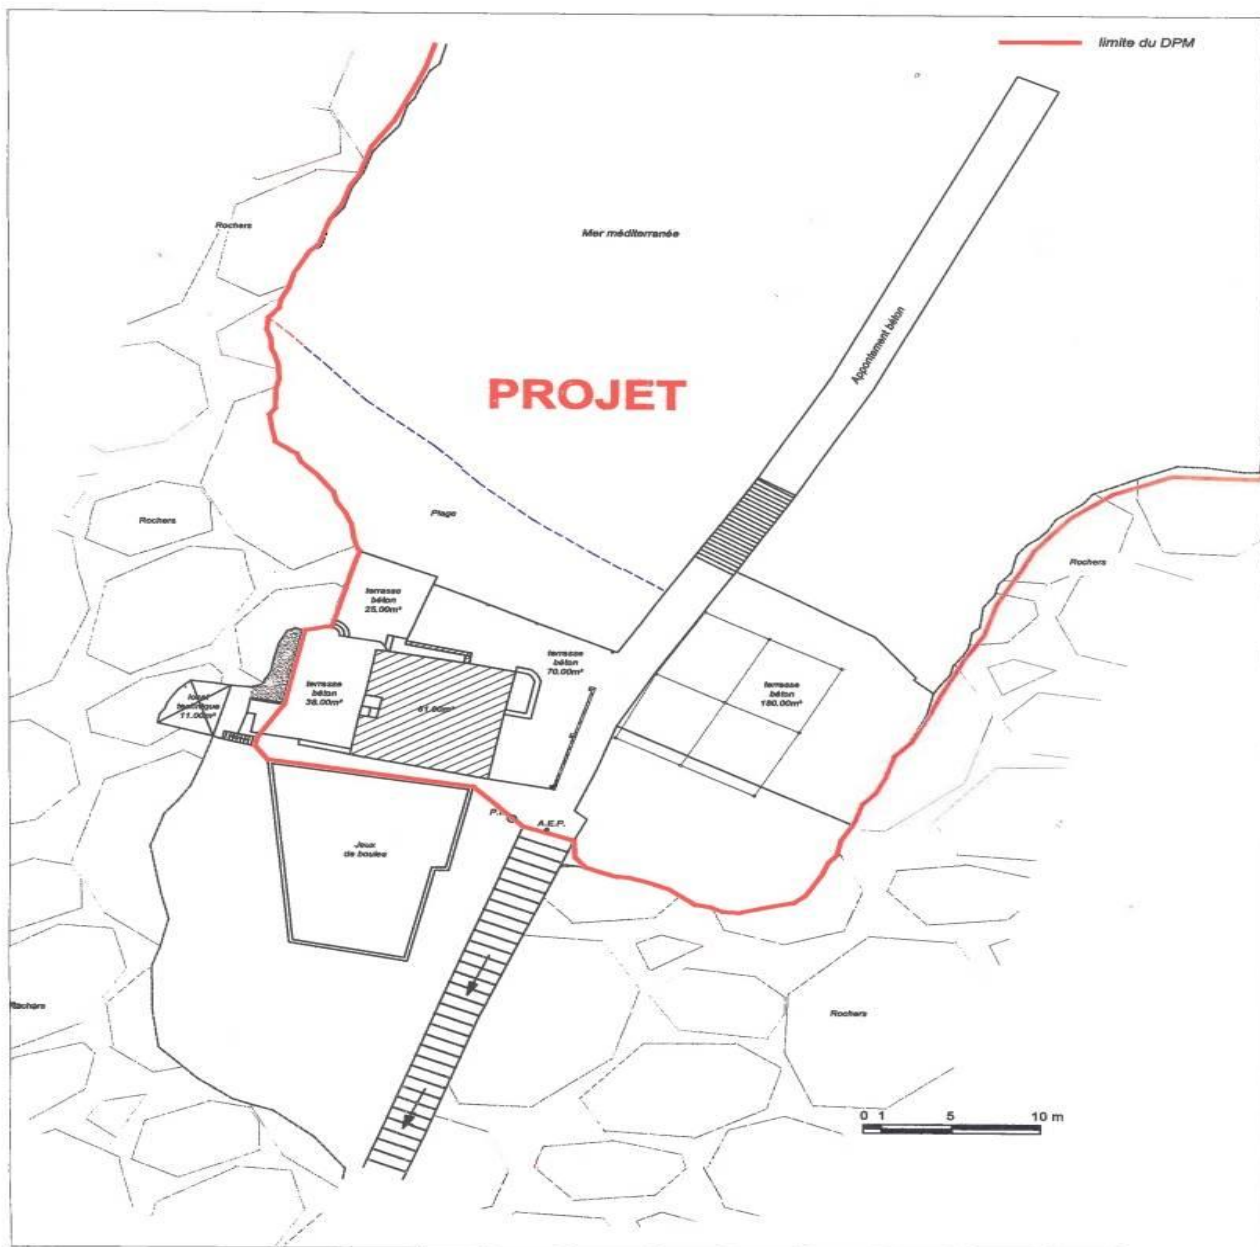 limite du DPM
Rochers
Mer méditerranée
Appontement béton
PROJET
Plage
Rochers
Rochers
terrasse
béton
25.00m²
terrasse
béton
70.00m²
terrasse
béton
38.00m²
local
technique
11.00m²
terrasse
béton
180.00m²
A.E.P.
Jeux
de boules
Rochers
Rochers
0 1 5 10 m